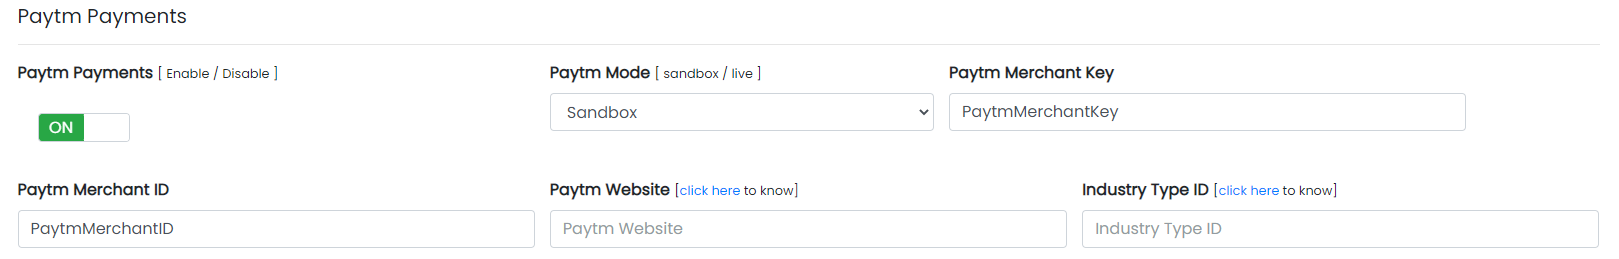 Paytm Payments
Paytm Payments [ Enable / Disable ]
Paytm Mode [ sandbox / live ]
Paytm Merchant Key
ON
Sandbox
PaytmMerchantKey
Paytm Merchant ID
Paytm Website [click here to know]
Industry Type ID [click here to know]
PaytmMerchantID
Paytm Website
Industry Type ID